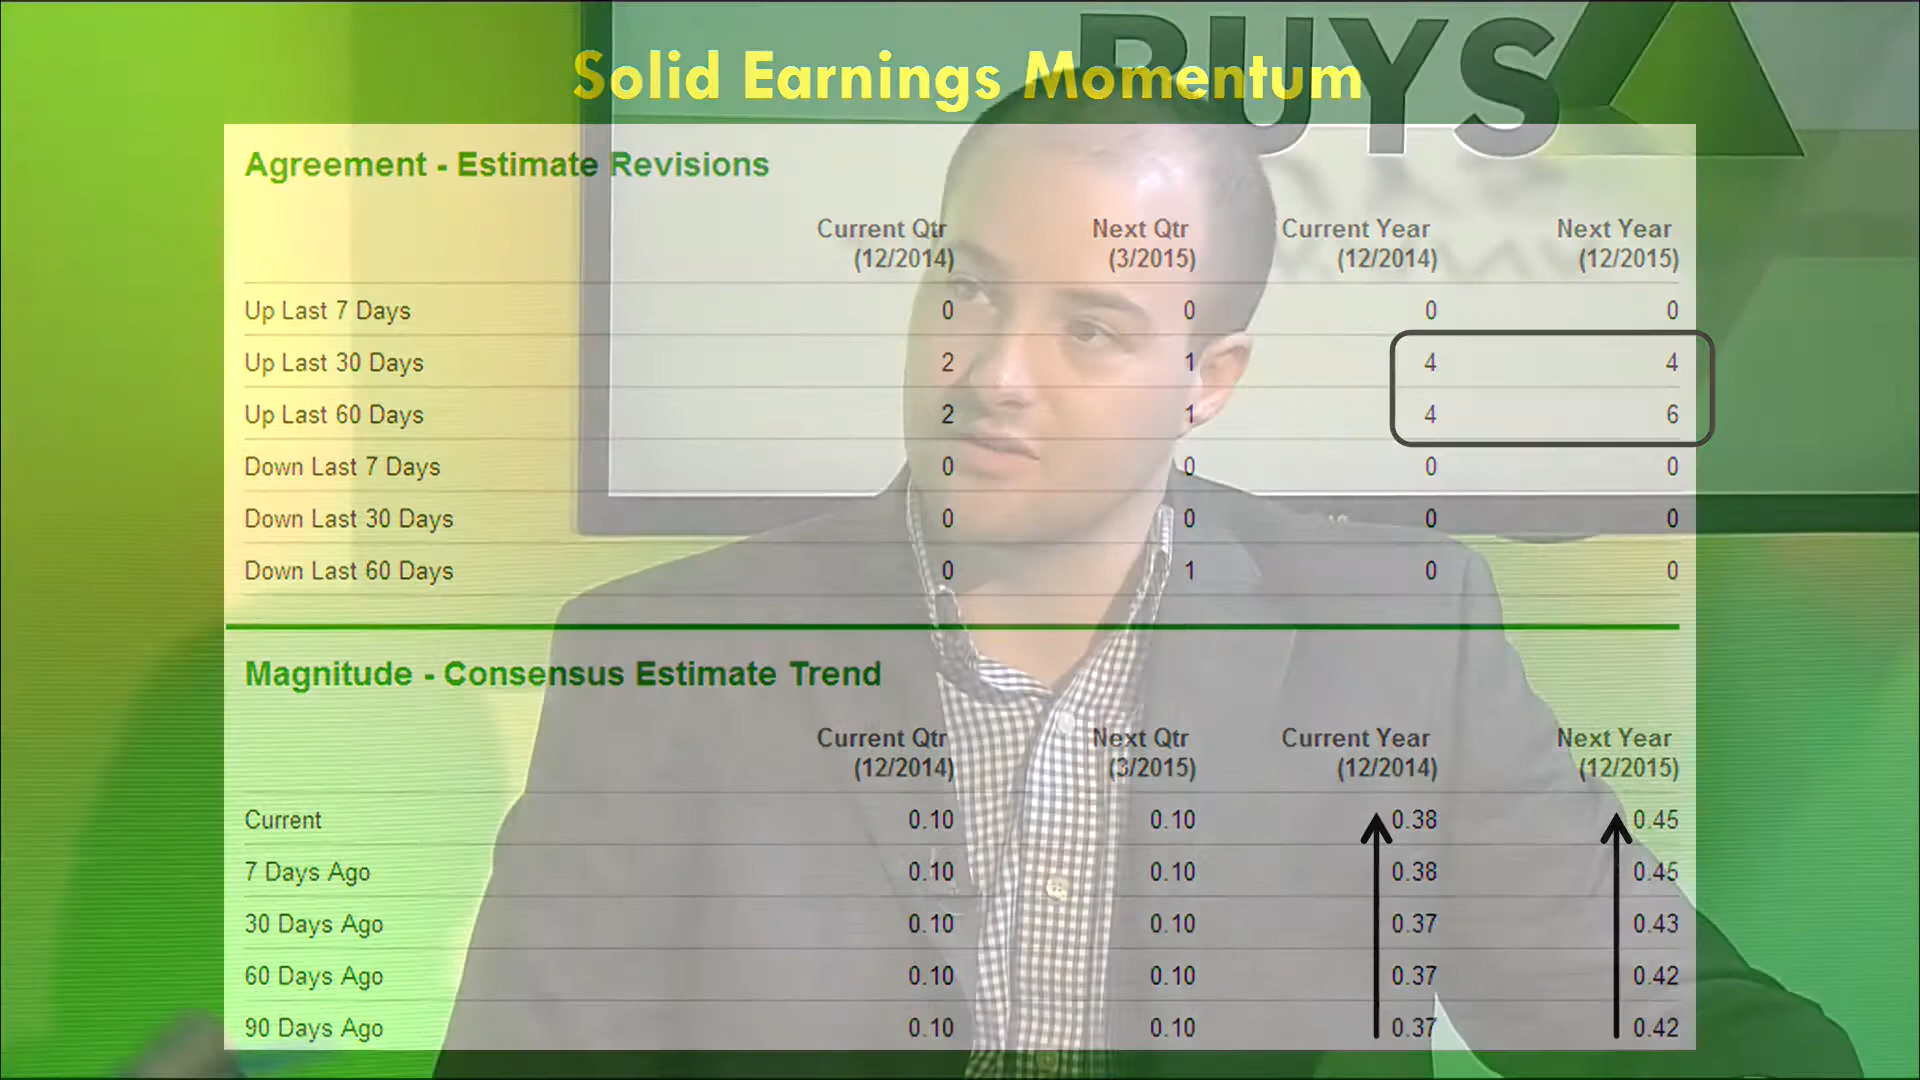 BUYS
Solid Earnings Momentum
Agreement - Estimate Revisions
Current Qtr Next Qtr Current Year Next Year
(12/2014) (3/2015) (12/2014) (12/2015)
Up Last 7 Days 0 0 0 0
Up Last 30 Days 2 1 4 4
Up Last 60 Days 2 1 4 6
Down Last 7 Days 0 0 0 0
Down Last 30 Days 0 0 0 0
Down Last 60 Days 0 1 0 0
Magnitude - Consensus Estimate Trend
Current Qtr Next Qtr Current Year Next Year
(12/2014) (3/2015) (12/2014) (12/2015)
Current 0.10 0.10 0.38 0.45
7 Days Ago 0.10 0.10 0.38 0.45
30 Days Ago 0.10 0.10 0.37 0.43
60 Days Ago 0.10 0.10 0.37 0.42
90 Days Ago 0.10 0.10 0.37 0.42